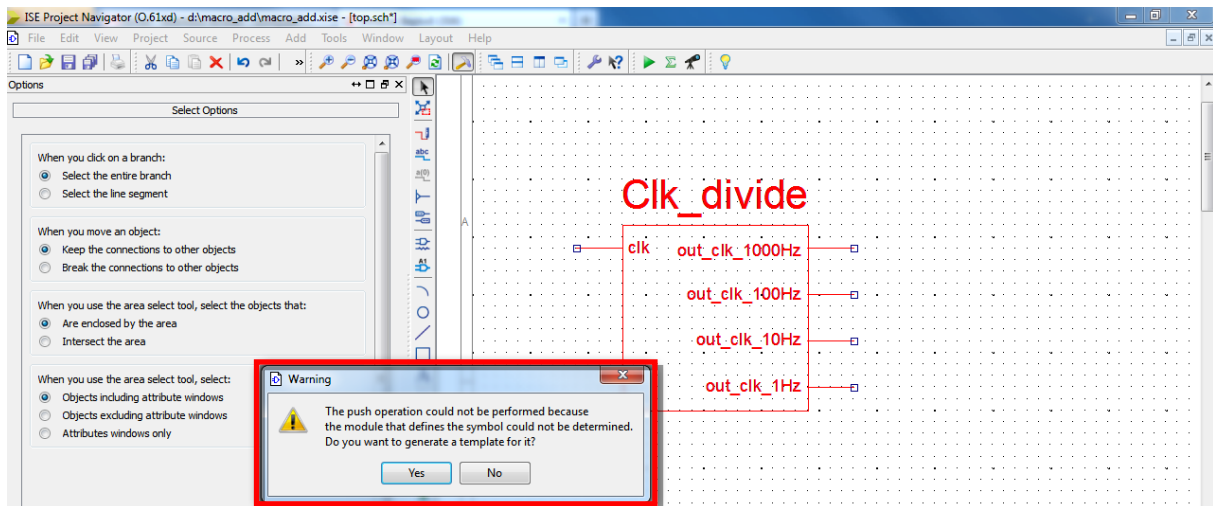 ISE Project Navigator (O.61xd) - d:\macro_add\macro_add.xise - [top.sch*]
File Edit View Project Source Process Add Tools Window Layout Help
Options
Select Options
When you click on a branch:
Select the entire branch
Select the line segment
When you move an object:
Keep the connections to other objects
Break the connections to other objects
When you use the area select tool, select the objects that:
Are enclosed by the area
Intersect the area
When you use the area select tool, select:
Objects including attribute windows
Objects excluding attribute windows
Attributes windows only
abc
a(0)
A1
A
Clk_divide
clk out_clk_1000Hz
out_clk_100Hz
out_clk_10Hz
out_clk_1Hz
Warning
The push operation could not be performed because
the module that defines the symbol could not be determined.
Do you want to generate a template for it?
Yes No